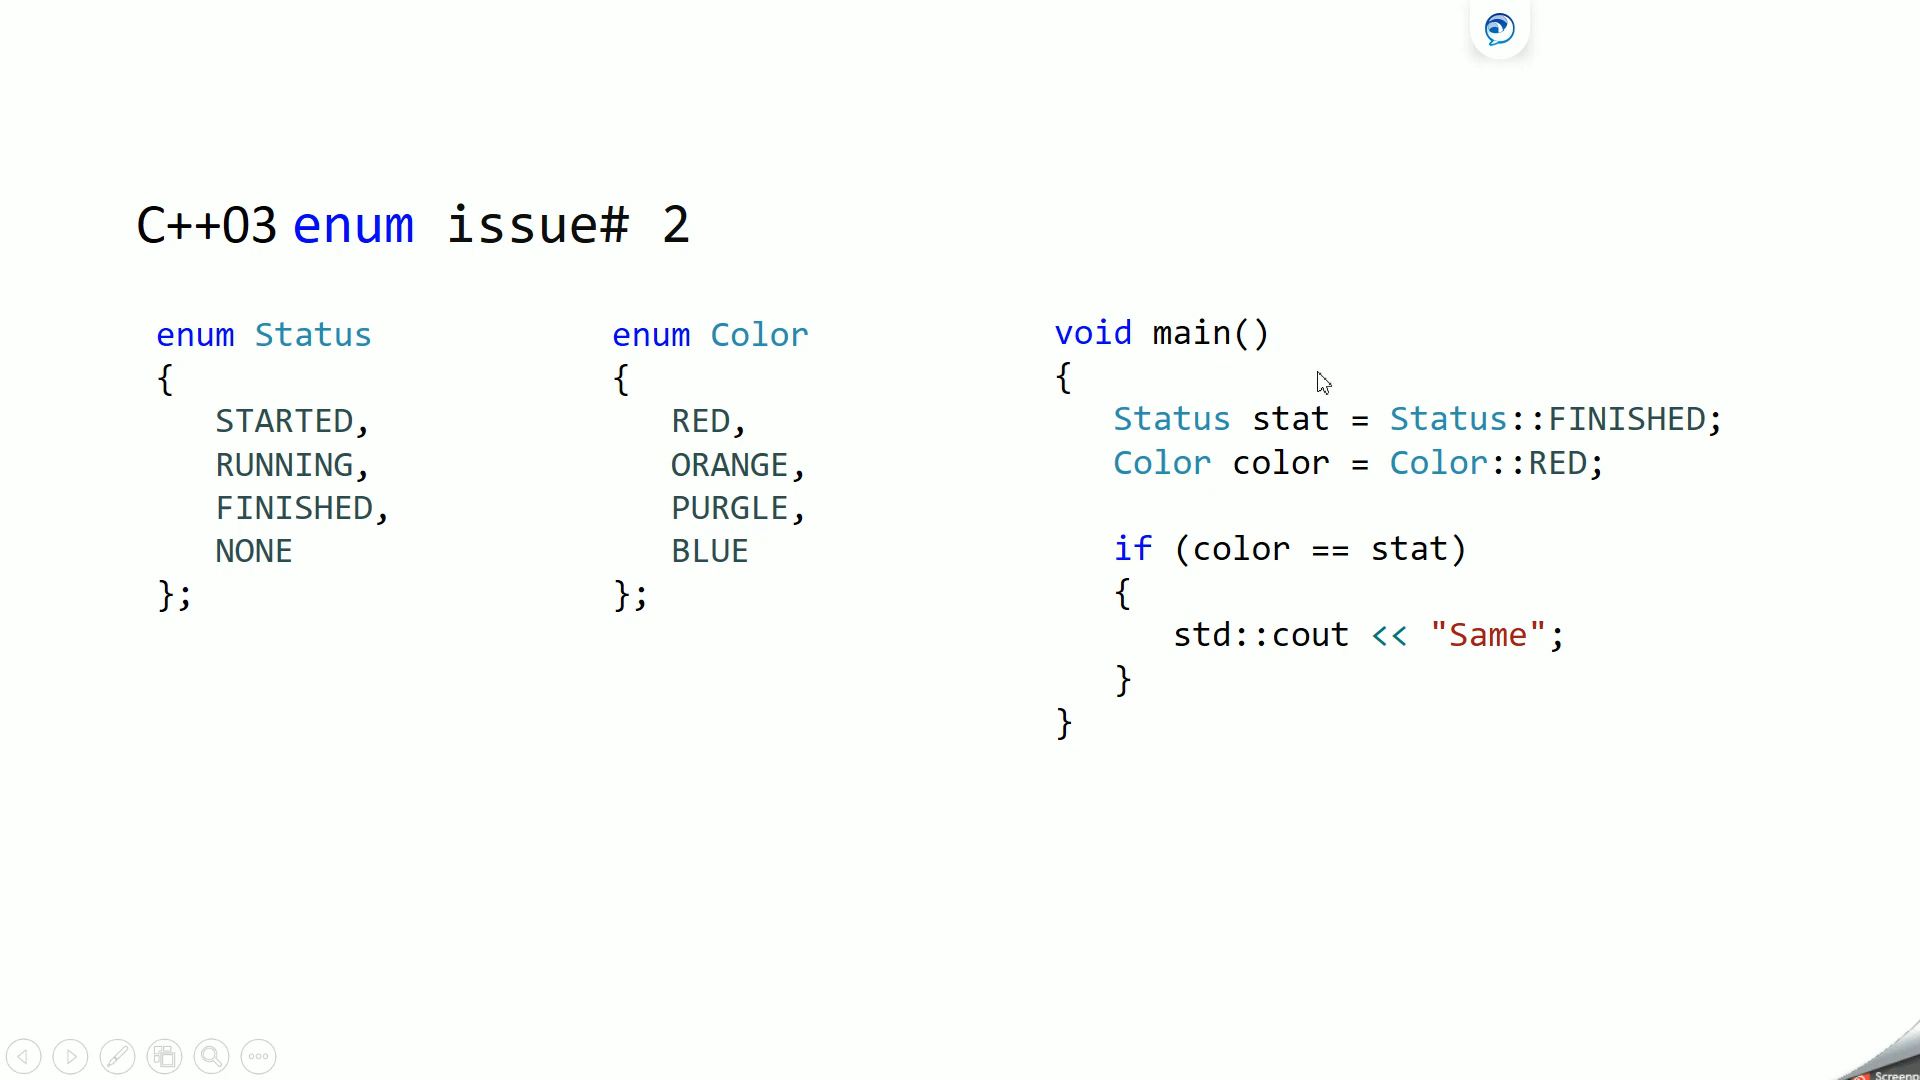 C++03 enum issue# 2
enum Status
{
STARTED,
RUNNING,
FINISHED,
NONE
};
enum Color
{
RED,
ORANGE,
PURGLE,
BLUE
};
void main()
{
Status stat = Status::FINISHED;
Color color = Color::RED;
if (color == stat)
{
std::cout << "Same";
}
}